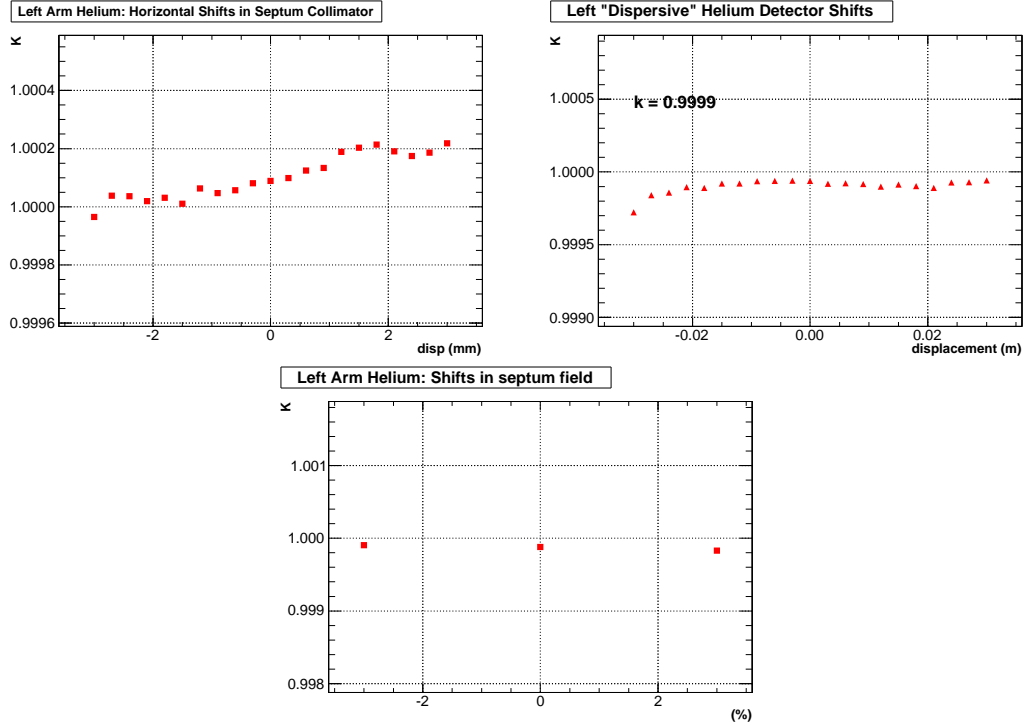 Left Arm Helium: Horizontal Shifts in Septum Collimator
K
1.0004
1.0002
1.0000
0.9998
0.9996
-2 0 2
disp (mm)
Left "Dispersive" Helium Detector Shifts
K
k = 0.9999
1.0005
1.0000
0.9995
0.9990
-0.02 0.00 0.02
displacement (m)
Left Arm Helium: Shifts in septum field
K
1.001
1.000
0.999
0.998
-2 0 2
(%)